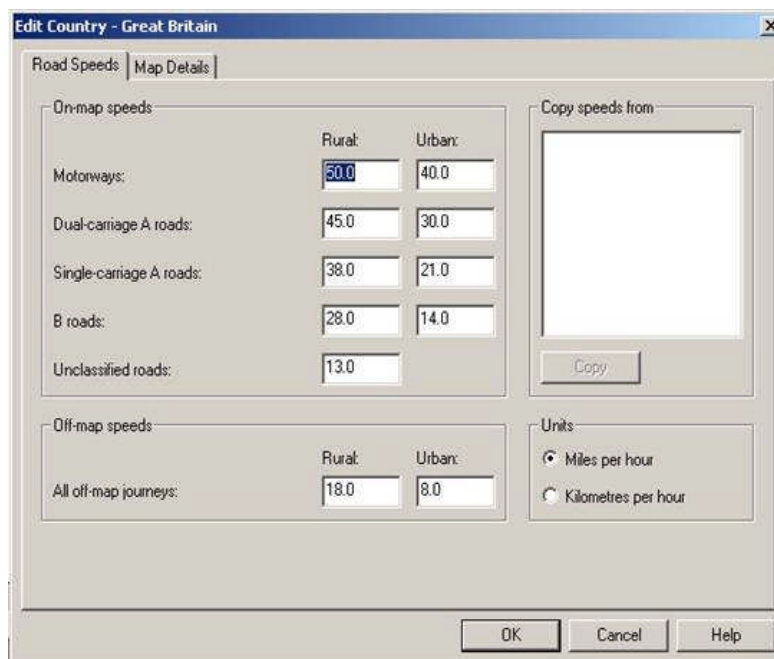 Edit Country - Great Britain
Road Speeds Map Details
On-map speeds
Rural: Urban:
Motorways: 50.0 40.0
Dual-carriage A roads: 45.0 30.0
Single-carriage A roads: 38.0 21.0
B roads: 28.0 14.0
Unclassified roads: 13.0
Copy speeds from
Copy
Off-map speeds
Rural: Urban:
All off-map journeys: 18.0 8.0
Units
Miles per hour
Kilometres per hour
OK Cancel Help